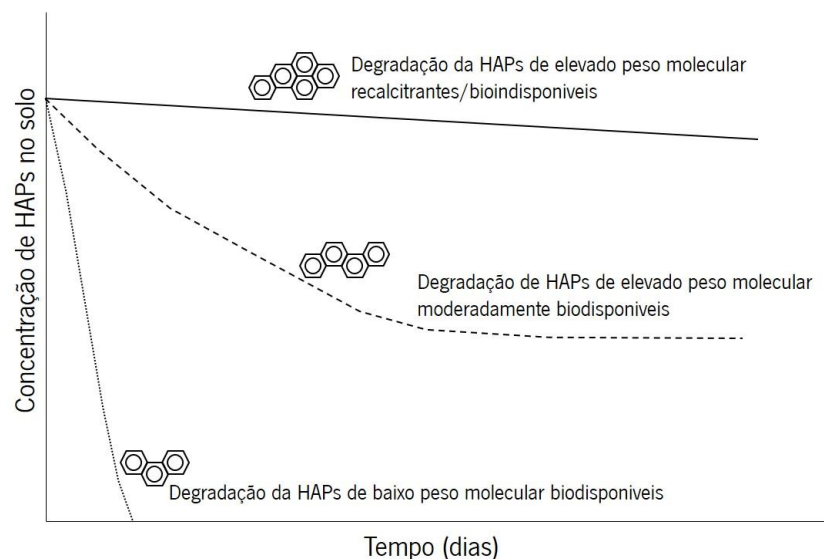 Concentração de HAPs no solo
Degradação da HAPs de elevado peso molecular
recalcitrantes/bioindisponiveis
Degradação de HAPs de elevado peso molecular
moderadamente biodisponiveis
Degradação da HAPs de baixo peso molecular biodisponiveis
Tempo (dias)